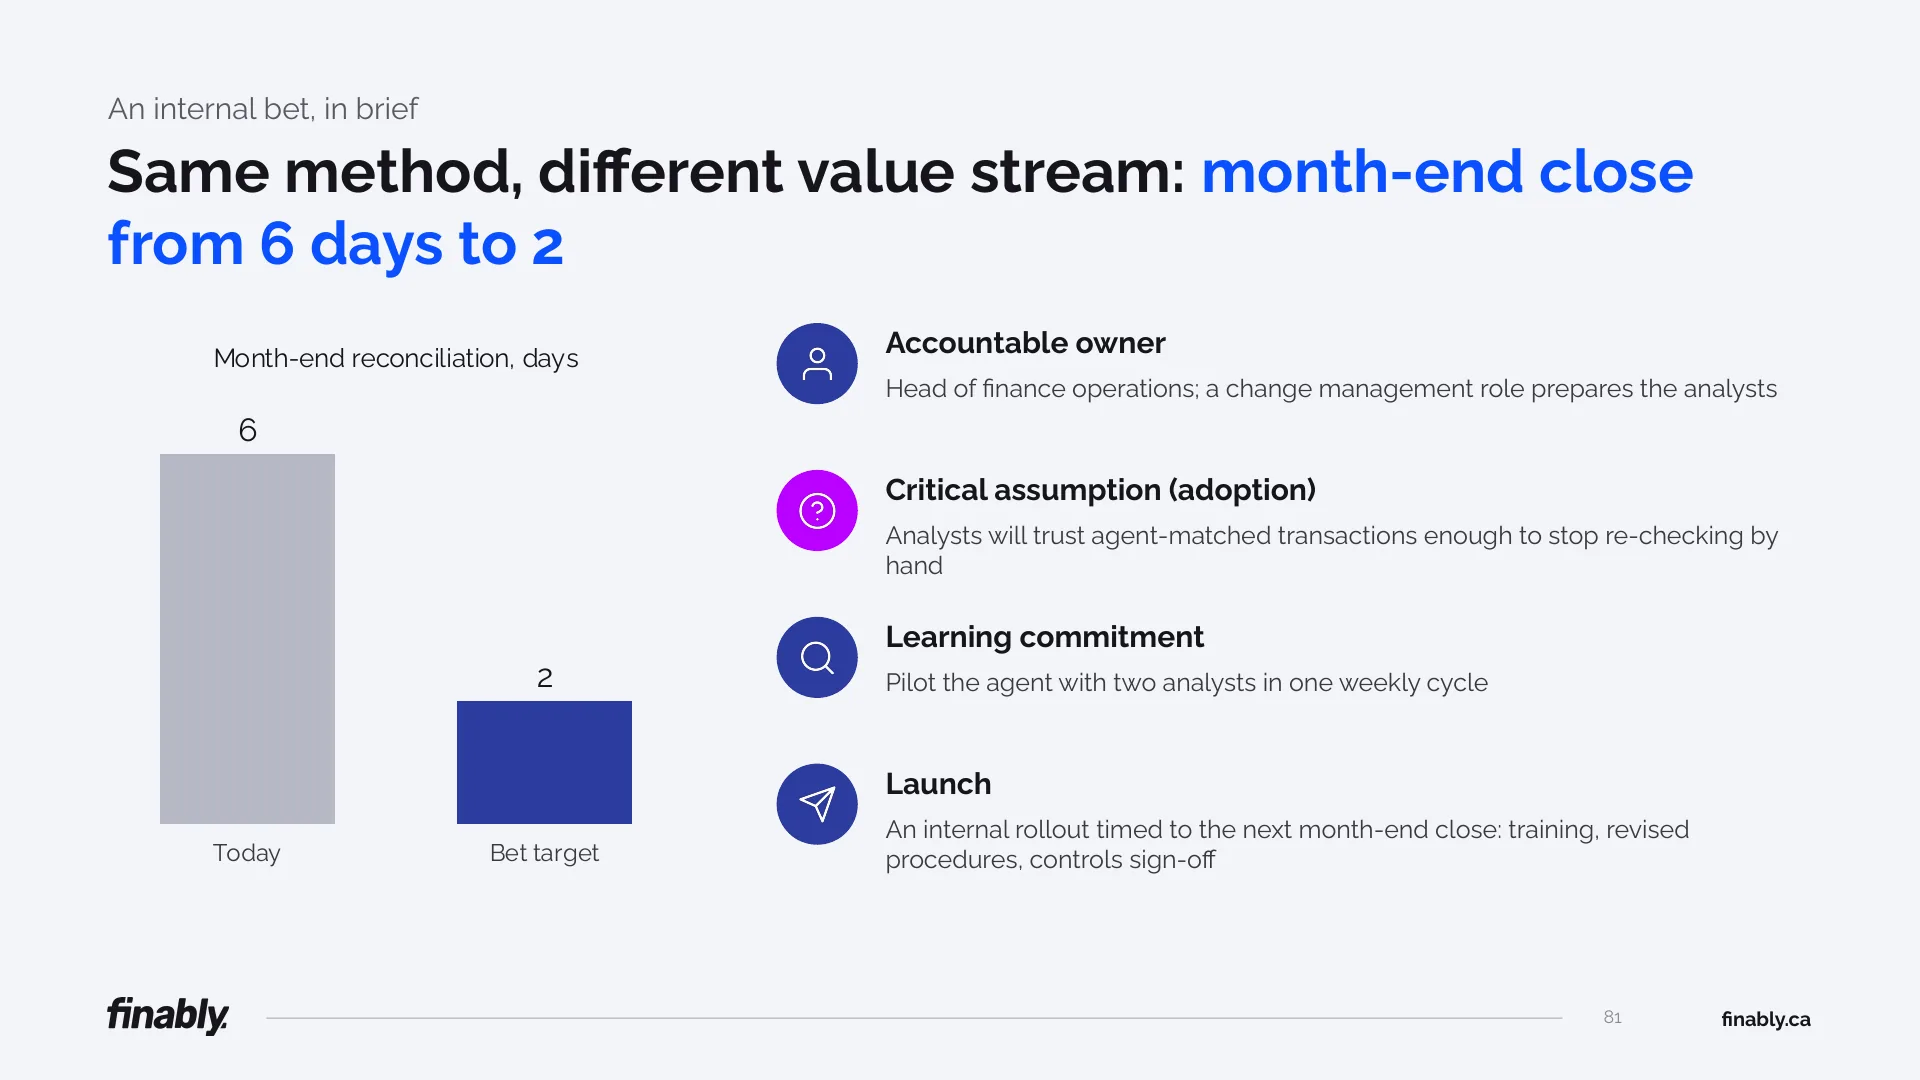 An internal bet, in brief
Same method, different value stream: month-end close
from 6 days to 2
Month-end reconciliation, days
6
2
Today
Bet target
Accountable owner
Head of finance operations; a change management role prepares the analysts
Critical assumption (adoption)
Analysts will trust agent-matched transactions enough to stop re-checking by
hand
Learning commitment
Pilot the agent with two analysts in one weekly cycle
Launch
An internal rollout timed to the next month-end close: training, revised
procedures, controls sign-off
finably.
81
finably.ca